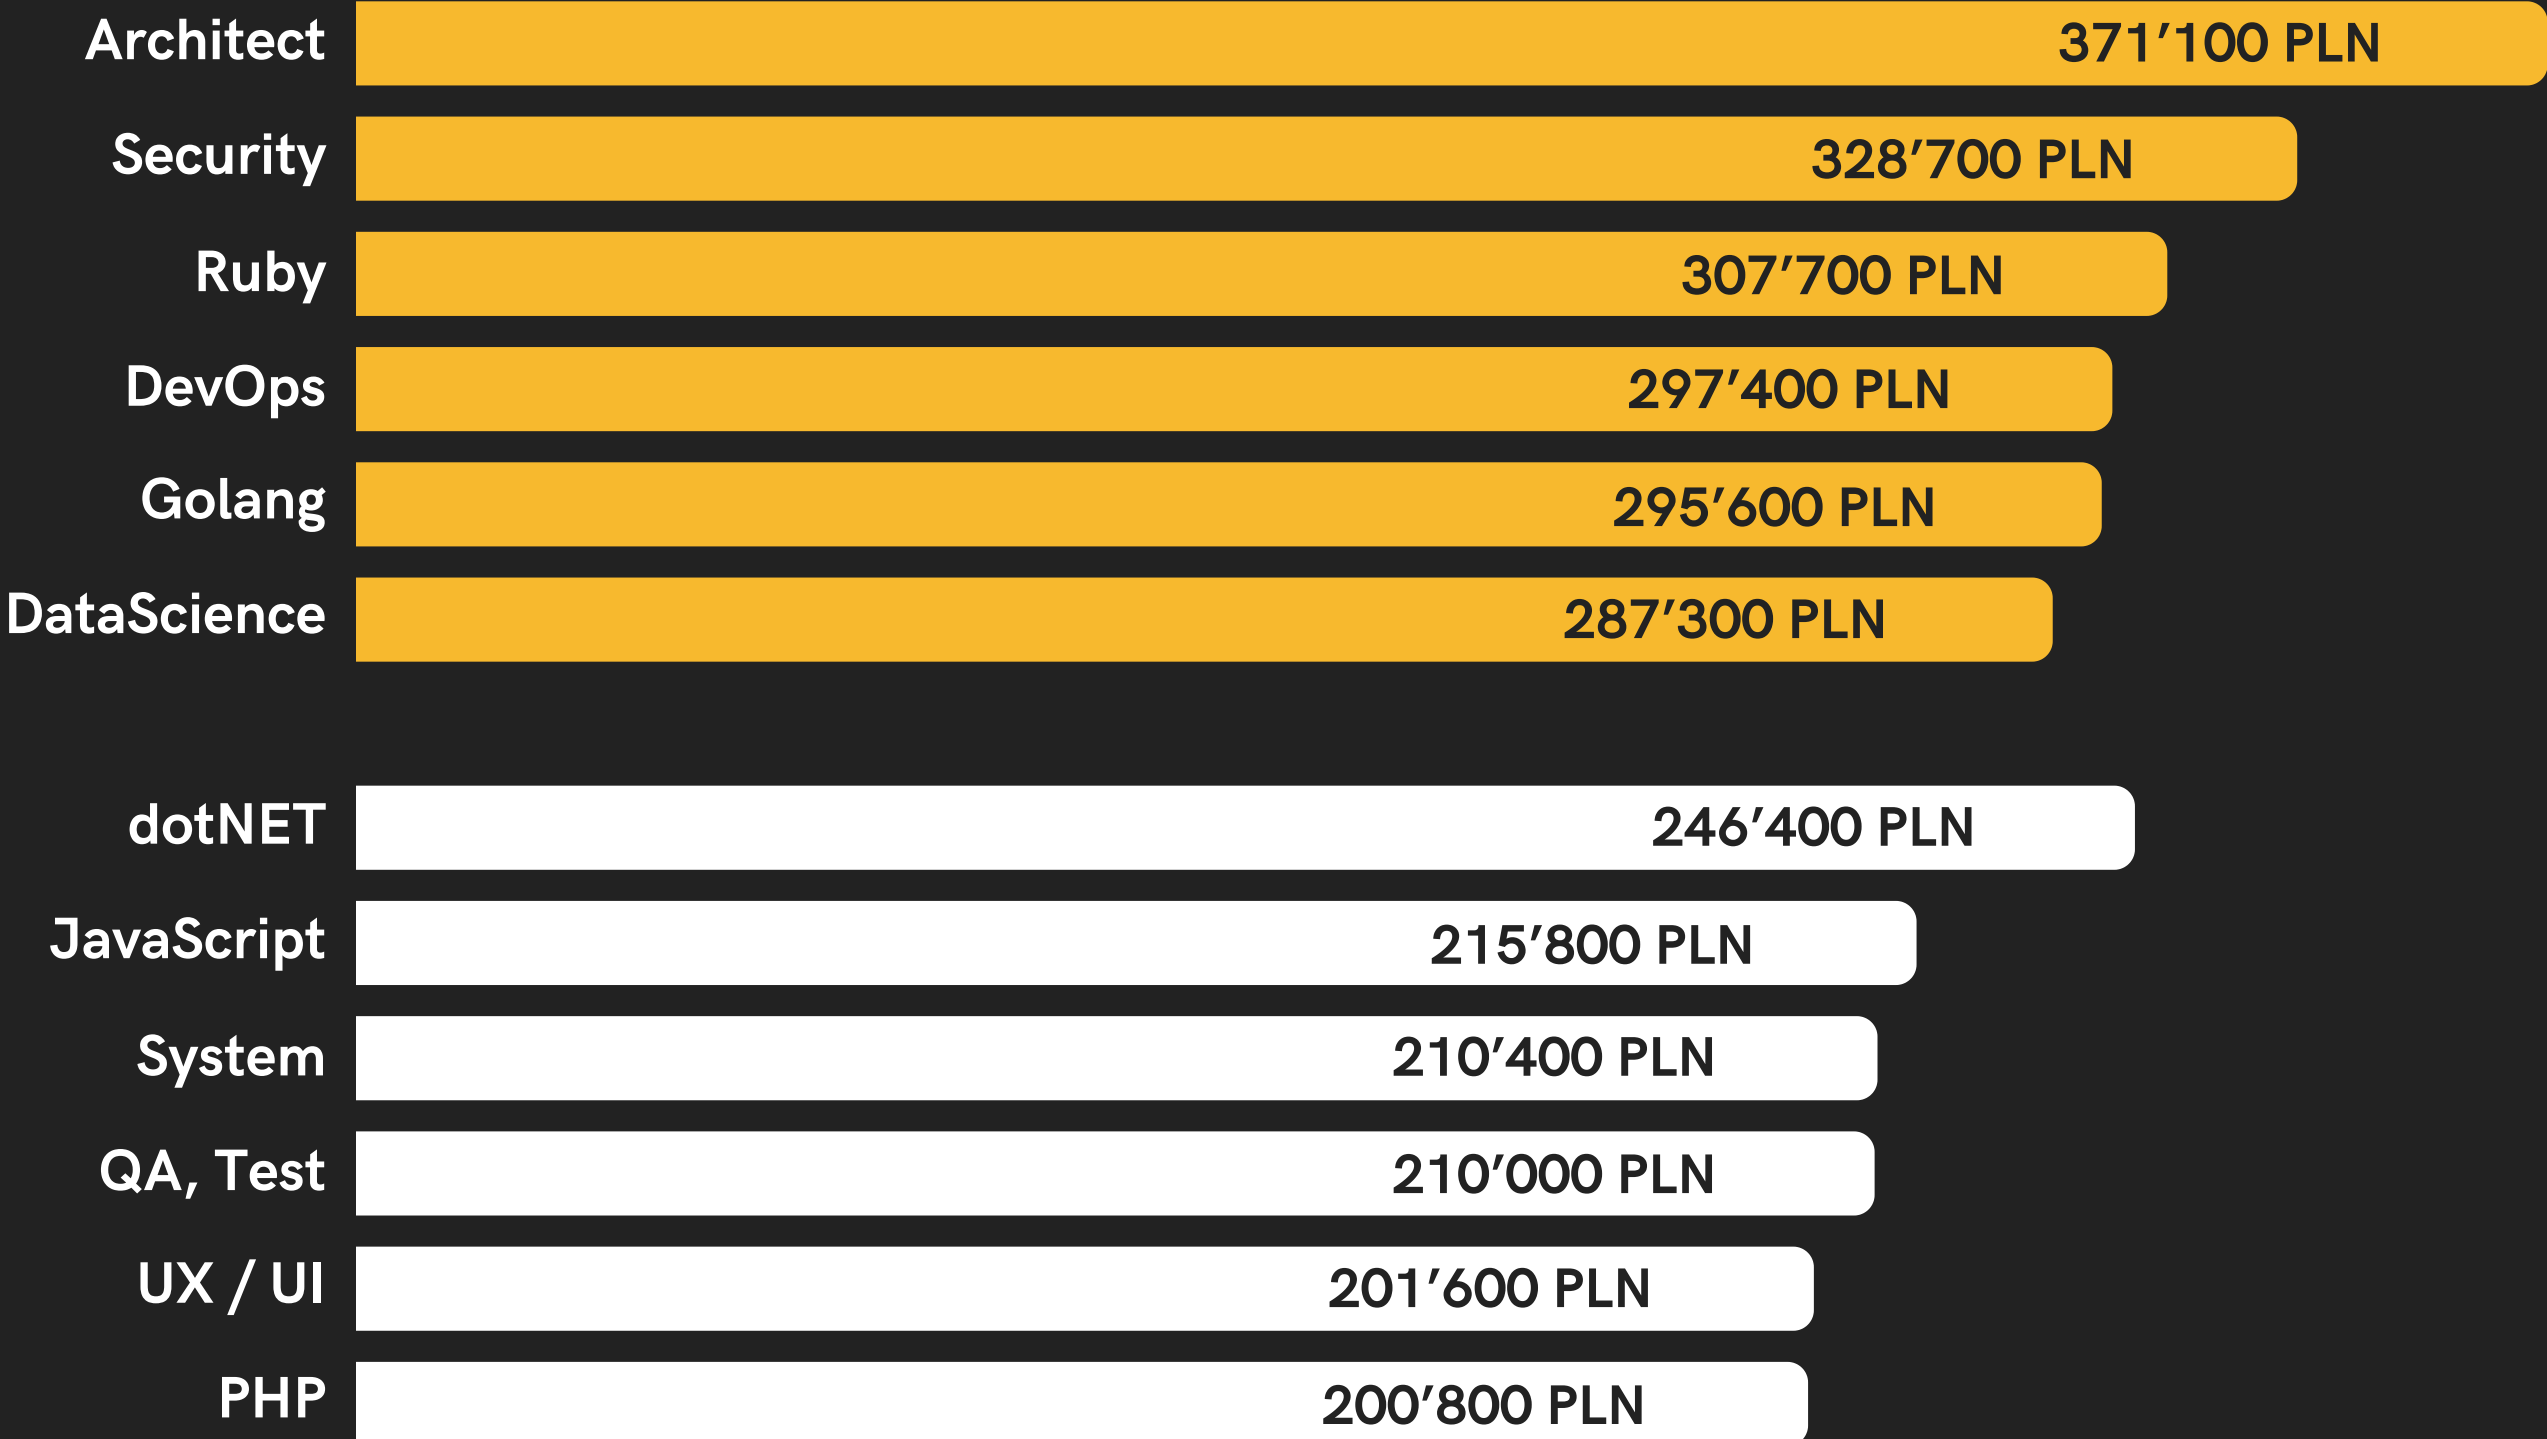 Architect 371’100 PLN
Security 328’700 PLN
Ruby 307’700 PLN
DevOps 297’400 PLN
Golang 295’600 PLN
DataScience 287’300 PLN
dotNET 246’400 PLN
JavaScript 215’800 PLN
System 210’400 PLN
QA, Test 210’000 PLN
UX / UI 201’600 PLN
PHP 200’800 PLN